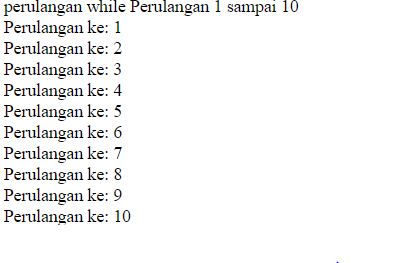 perulangan while Perulangan 1 sampai 10
Perulangan ke: 1
Perulangan ke: 2
Perulangan ke: 3
Perulangan ke: 4
Perulangan ke: 5
Perulangan ke: 6
Perulangan ke: 7
Perulangan ke: 8
Perulangan ke: 9
Perulangan ke: 10